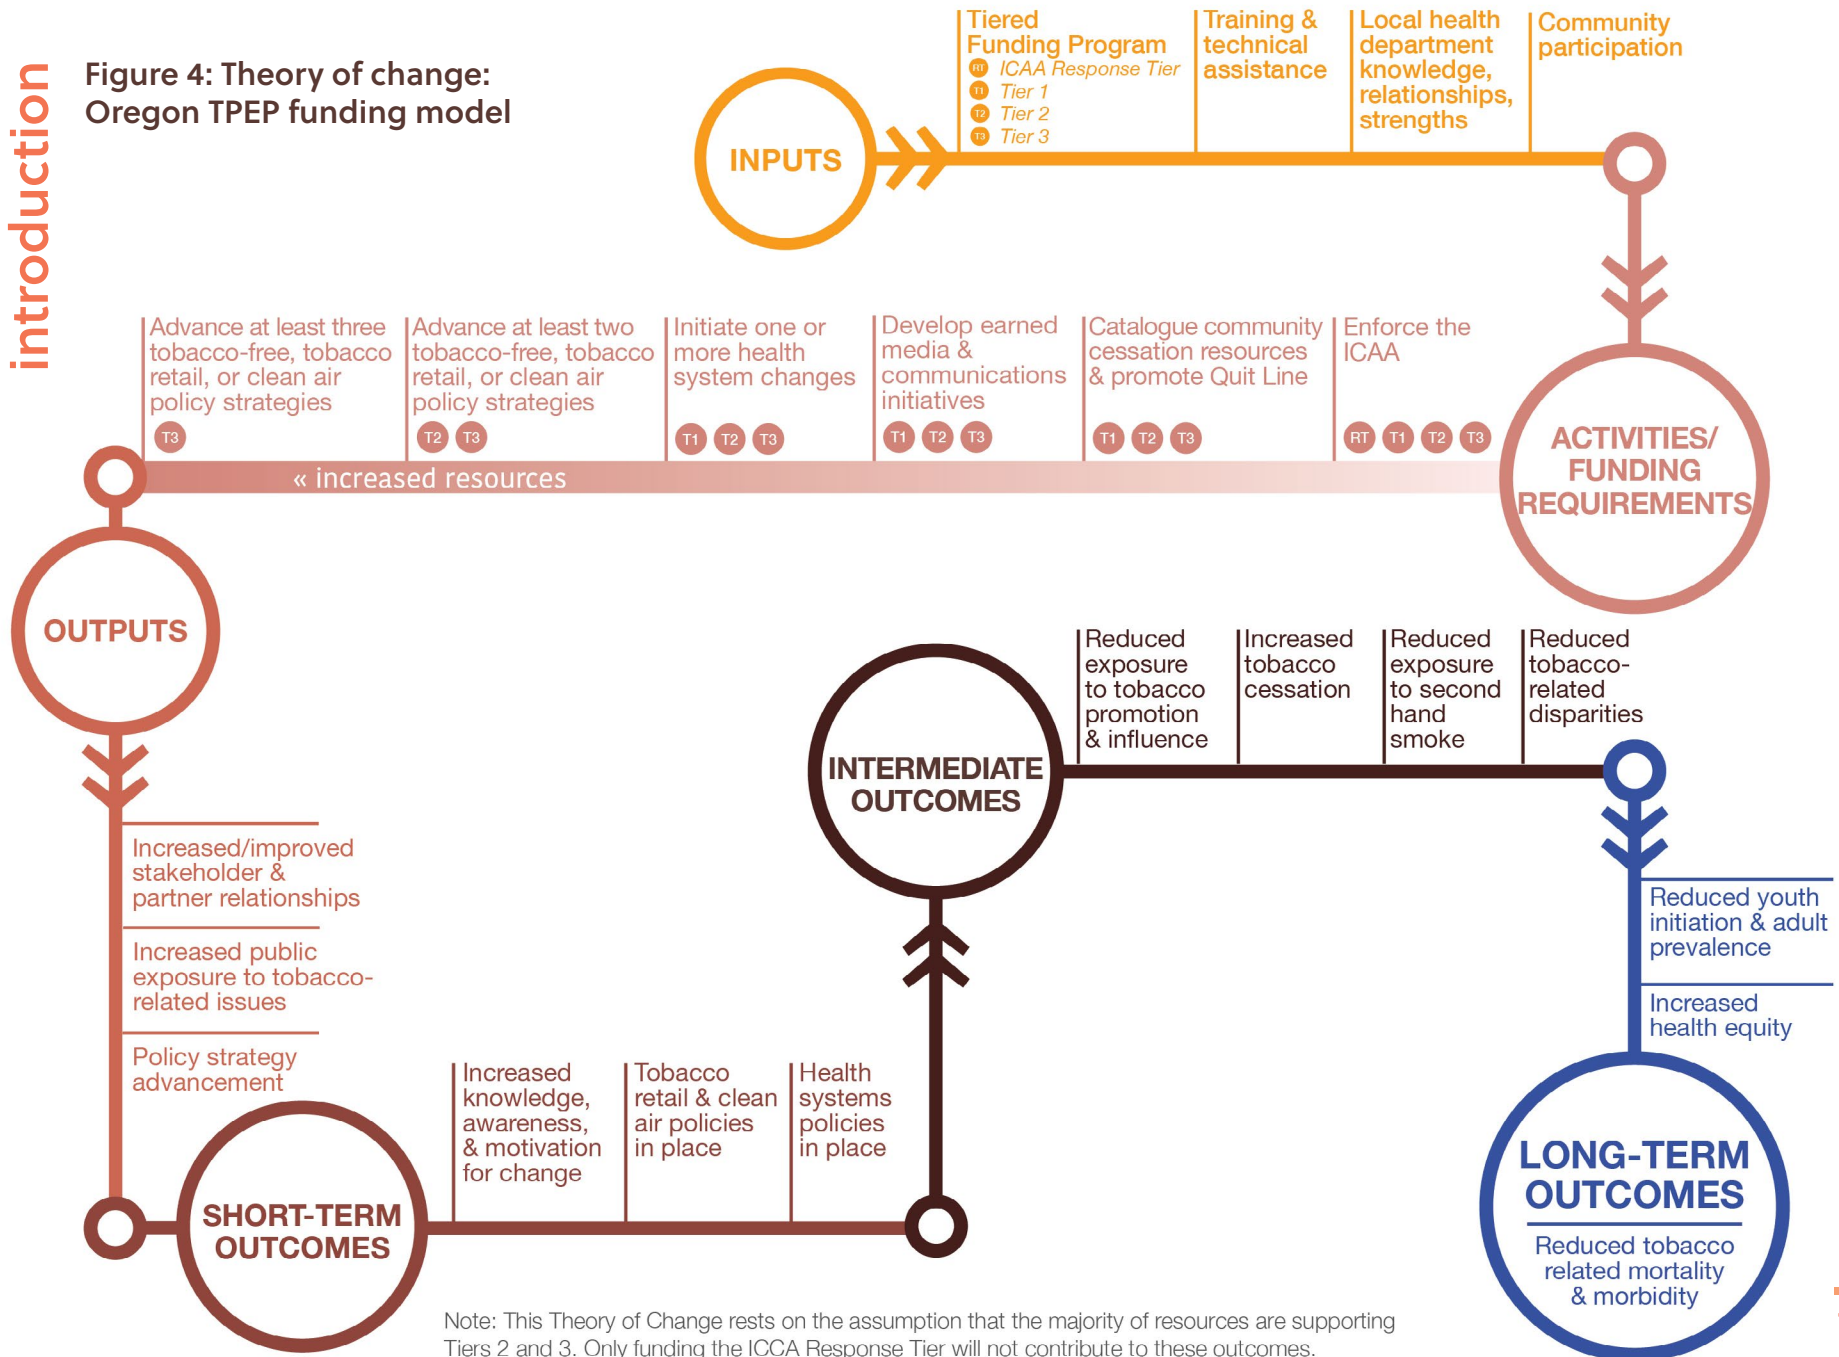 introduction
Figure 4: Theory of change:
Oregon TPEP funding model
INPUTS
Tiered
Funding Program
RT ICAA Response Tier
T1 Tier 1
T2 Tier 2
T3 Tier 3
Training &
technical
assistance
Local health
department
knowledge,
relationships,
strengths
Community
participation
ACTIVITIES/
FUNDING
REQUIREMENTS
Enforce the
ICAA
RT T1 T2 T3
Catalogue community
cessation resources
& promote Quit Line
T1 T2 T3
Develop earned
media &
communications
initiatives
T1 T2 T3
Initiate one or
more health
system changes
T1 T2 T3
Advance at least two
tobacco-free, tobacco
retail, or clean air
policy strategies
T2 T3
Advance at least three
tobacco-free, tobacco
retail, or clean air
policy strategies
T3
« increased resources
OUTPUTS
Increased/improved
stakeholder &
partner relationships
Increased public
exposure to tobacco-
related issues
Policy strategy
advancement
SHORT-TERM
OUTCOMES
Increased
knowledge,
awareness,
& motivation
for change
Tobacco
retail & clean
air policies
in place
Health
systems
policies
in place
INTERMEDIATE
OUTCOMES
Reduced
exposure
to tobacco
promotion
& influence
Increased
tobacco
cessation
Reduced
exposure
to second
hand
smoke
Reduced
tobacco-
related
disparities
Reduced youth
initiation & adult
prevalence
Increased
health equity
LONG-TERM
OUTCOMES
Reduced tobacco
related mortality
& morbidity
Note: This Theory of Change rests on the assumption that the majority of resources are supporting
Tiers 2 and 3. Only funding the ICCA Response Tier will not contribute to these outcomes.